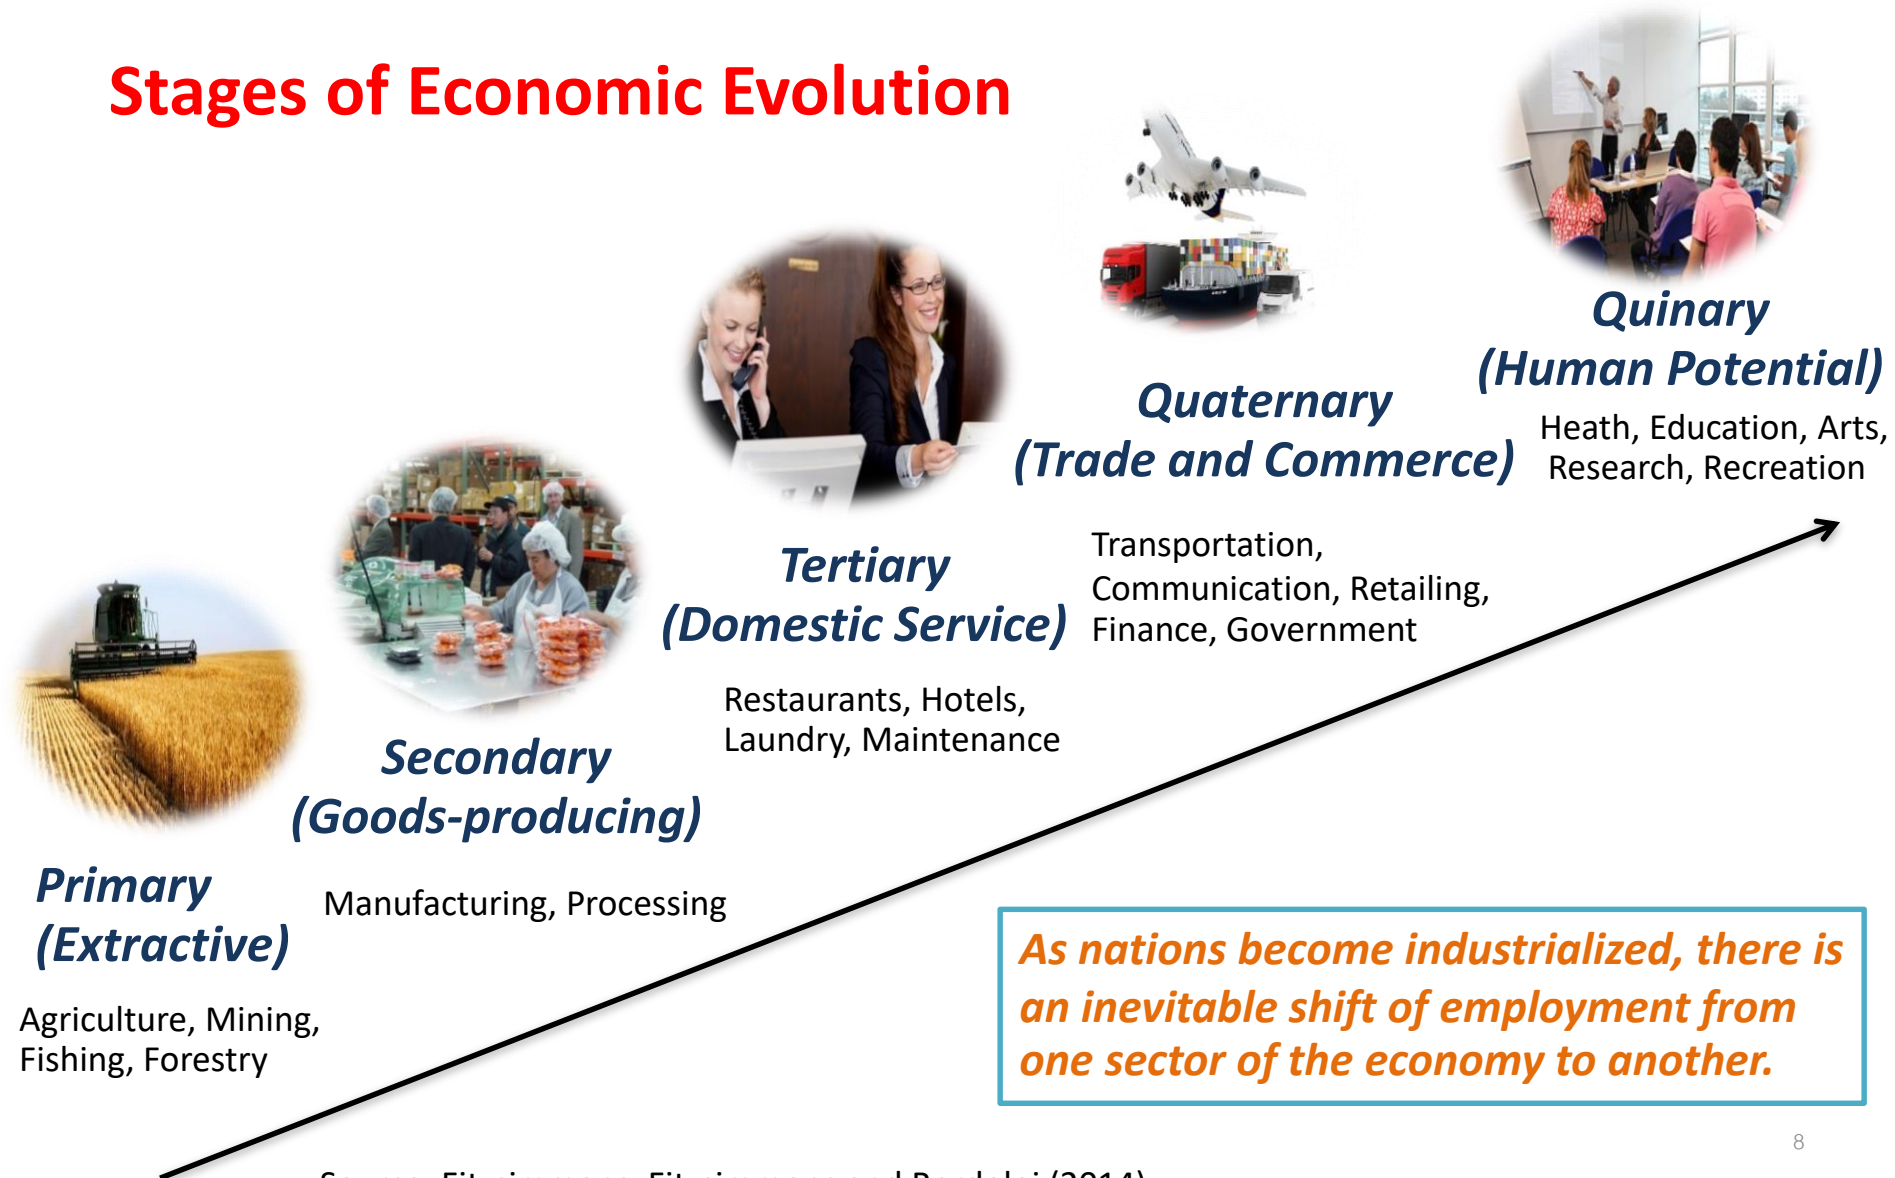 Stages of Economic Evolution
Quinary
(Human Potential)
Heath, Education, Arts,
Research, Recreation
Quaternary
(Trade and Commerce)
Transportation,
Communication, Retailing,
Finance, Government
Tertiary
(Domestic Service)
Restaurants, Hotels,
Laundry, Maintenance
Secondary
(Goods-producing)
Manufacturing, Processing
Primary
(Extractive)
Agriculture, Mining,
Fishing, Forestry
As nations become industrialized, there is
an inevitable shift of employment from
one sector of the economy to another.
8
(2014)